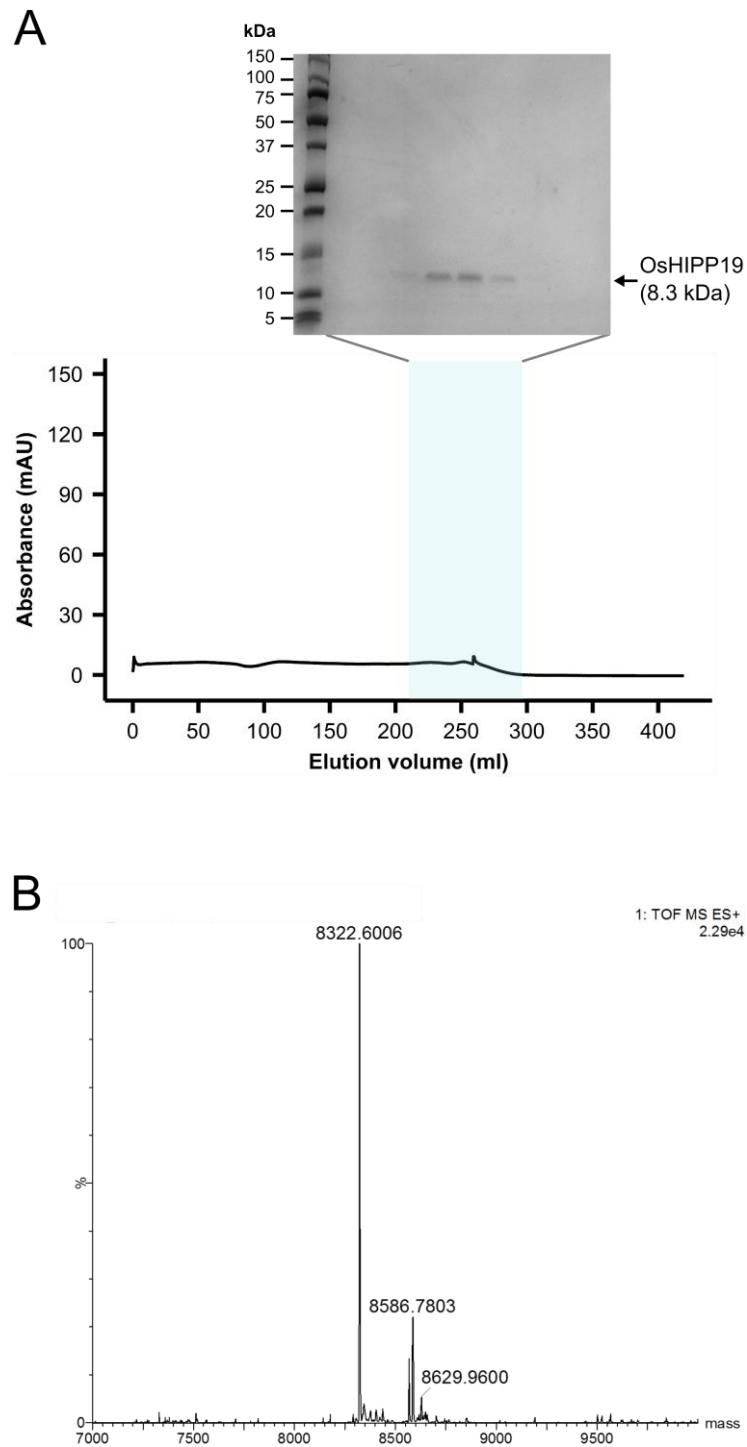 A
kDa
150
100
75
50
37
25
20
15
10
5
OsHIPP19
(8.3 kDa)
150
120
90
60
30
0
Absorbance (mAU)
0 50 100 150 200 250 300 350 400
Elution volume (ml)
B
1: TOF MS ES+
2.29e4
8322.6006
100
%
8586.7803
8629.9600
0
7000 7500 8000 8500 9000 9500 mass